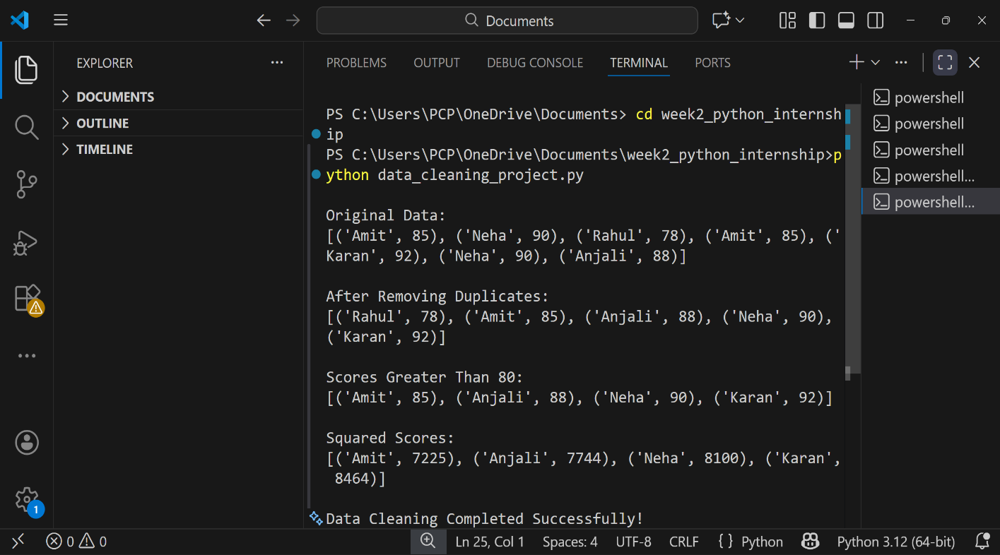 Documents
EXPLORER
DOCUMENTS
OUTLINE
TIMELINE
PROBLEMS OUTPUT DEBUG CONSOLE TERMINAL PORTS
PS C:\Users\PCP\OneDrive\Documents> cd week2_python_internsh
ip
PS C:\Users\PCP\OneDrive\Documents\week2_python_internship>p
ython data_cleaning_project.py
Original Data:
[('Amit', 85), ('Neha', 90), ('Rahul', 78), ('Amit', 85), ('
Karan', 92), ('Neha', 90), ('Anjali', 88)]
After Removing Duplicates:
[('Rahul', 78), ('Amit', 85), ('Anjali', 88), ('Neha', 90),
('Karan', 92)]
Scores Greater Than 80:
[('Amit', 85), ('Anjali', 88), ('Neha', 90), ('Karan', 92)]
Squared Scores:
[('Amit', 7225), ('Anjali', 7744), ('Neha', 8100), ('Karan',
 8464)]
Data Cleaning Completed Successfully!
powershell
powershell
powershell
powershell...
powershell...
1
0 0
Ln 25, Col 1 Spaces: 4 UTF-8 CRLF {} Python Python 3.12 (64-bit)